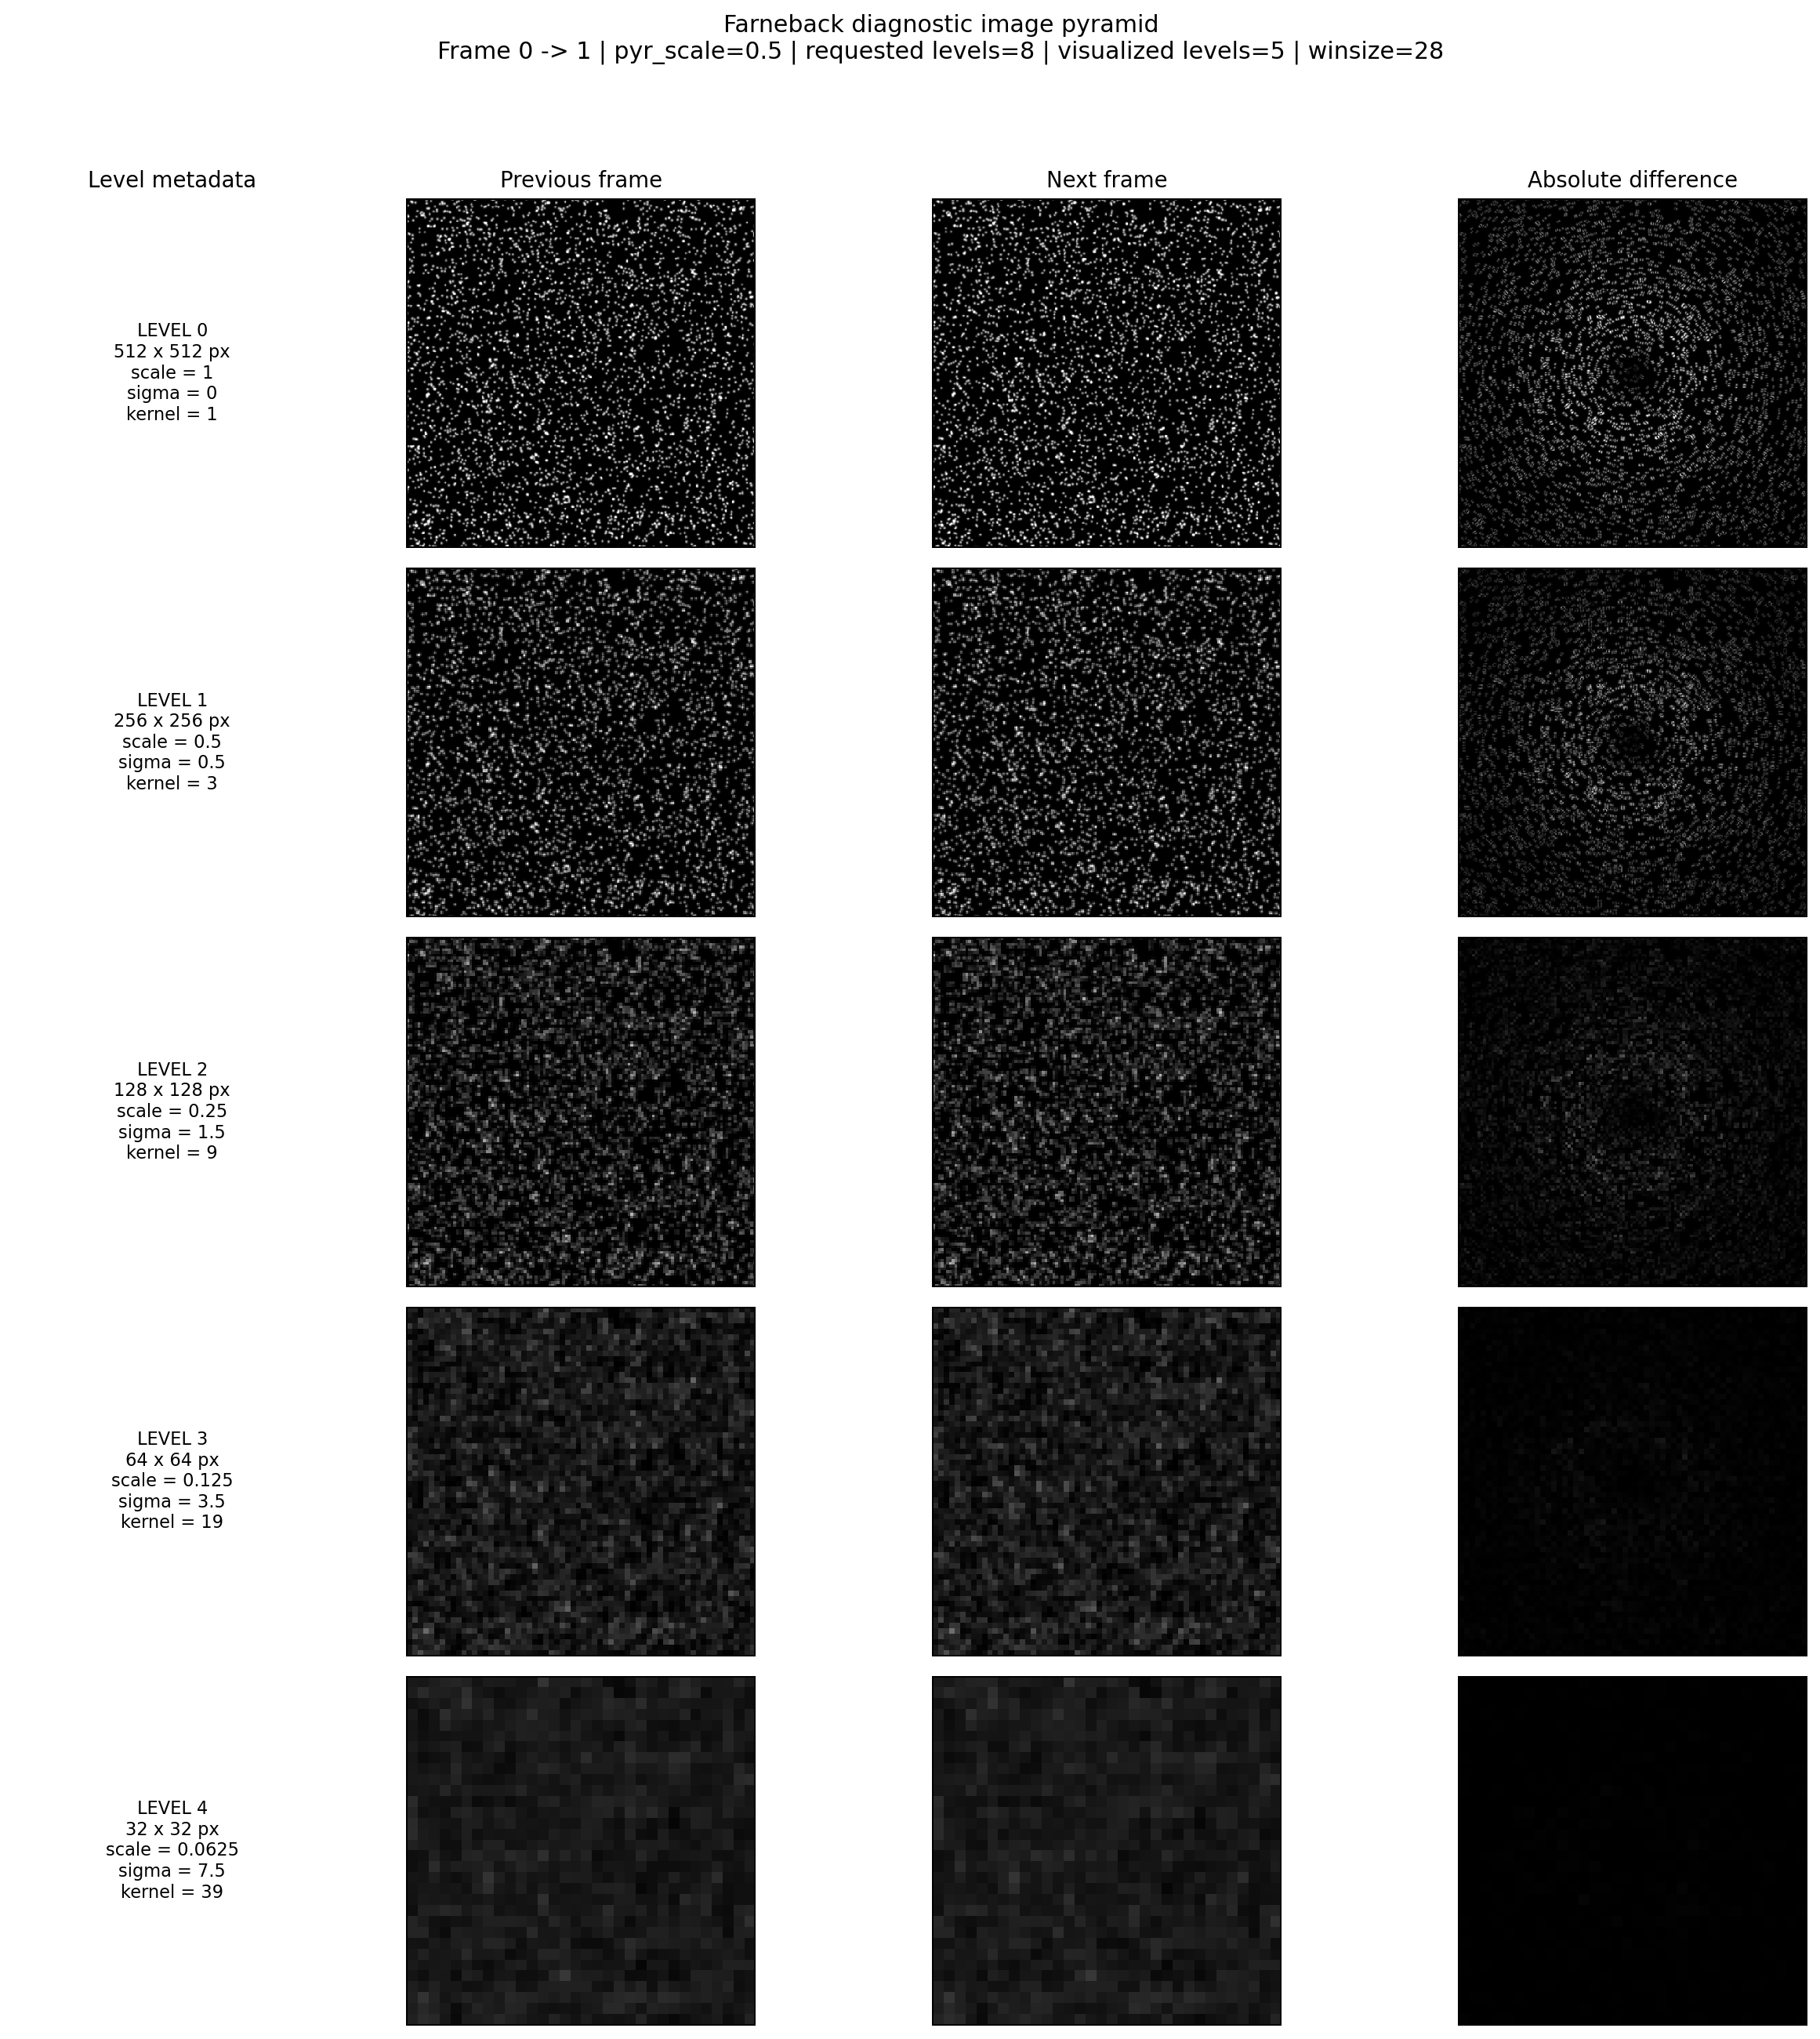 Farneback diagnostic image pyramid
Frame 0 -> 1 | pyr_scale=0.5 | requested levels=8 | visualized levels=5 | winsize=28
Level metadata
Previous frame
Next frame
Absolute difference
LEVEL 0
512 x 512 px
scale = 1
sigma = 0
kernel = 1
LEVEL 1
256 x 256 px
scale = 0.5
sigma = 0.5
kernel = 3
LEVEL 2
128 x 128 px
scale = 0.25
sigma = 1.5
kernel = 9
LEVEL 3
64 x 64 px
scale = 0.125
sigma = 3.5
kernel = 19
LEVEL 4
32 x 32 px
scale = 0.0625
sigma = 7.5
kernel = 39